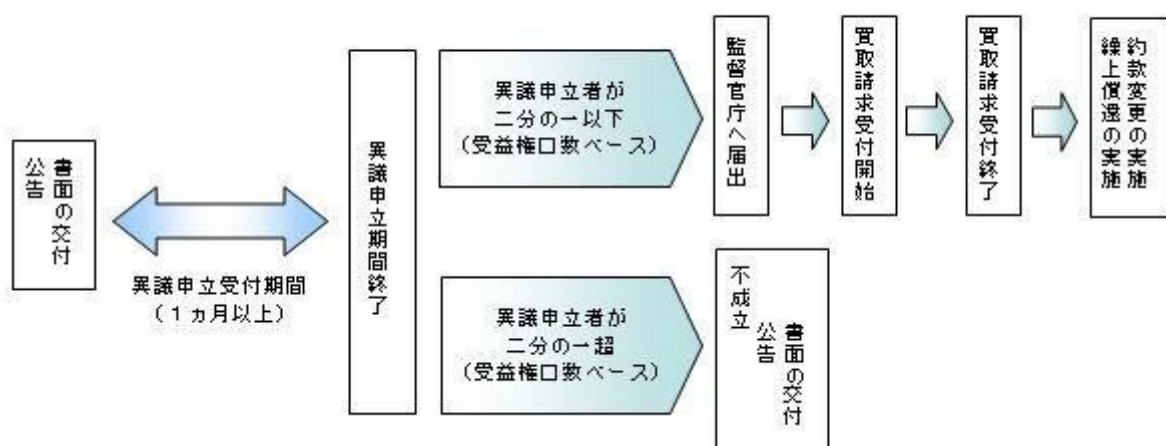 書面の交付
公告
異議申立受付期間
(1ヵ月以上)
異議申立期間終了
異議申立者が
二分の一以下
(受益権口数ベース)
監督官庁へ届出
買取請求受付開始
買取請求受付終了
約款変更の実施
繰上償還の実施
異議申立者が
二分の一超
(受益権口数ベース)
不成立
書面の交付
公告